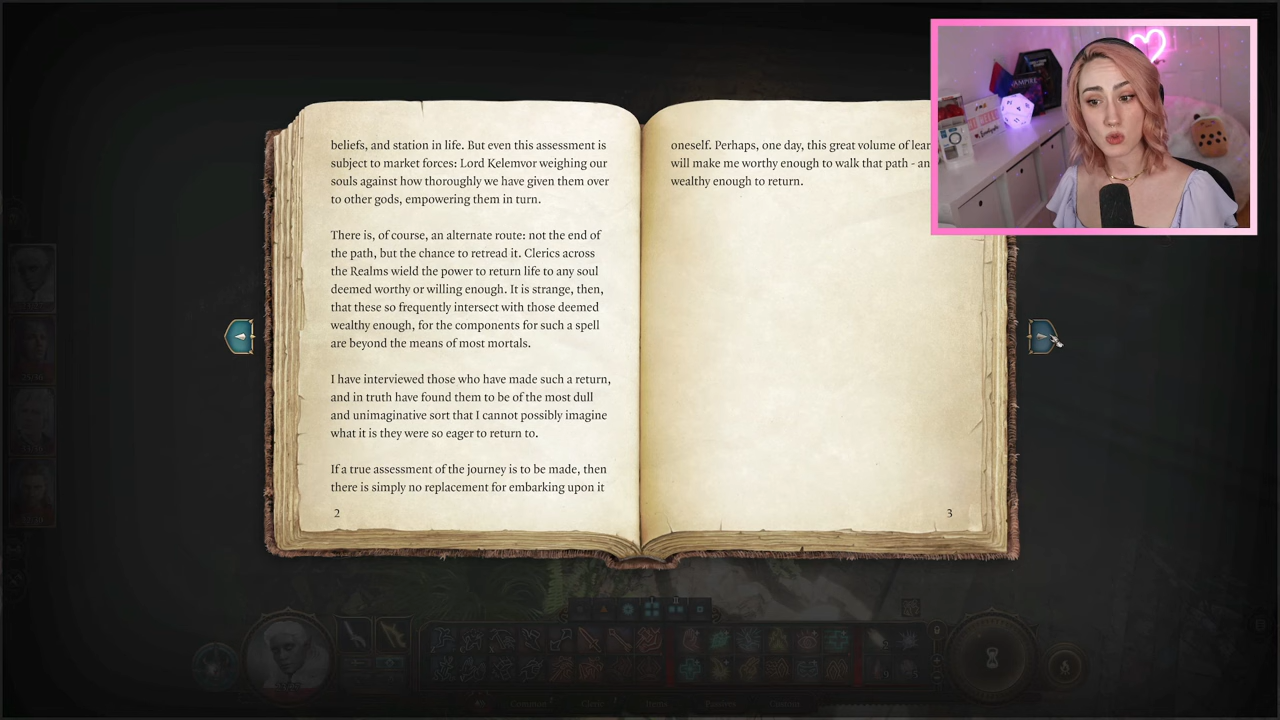 beliefs, and station in life. But even this assessment is
subject to market forces: Lord Kelemvor weighing our
souls against how thoroughly we have given them over
to other gods, empowering them in turn.
There is, of course, an alternate route: not the end of
the path, but the chance to retread it. Clerics across
the Realms wield the power to return life to any soul
deemed worthy or willing enough. It is strange, then,
that these so frequently intersect with those deemed
wealthy enough, for the components for such a spell
are beyond the means of most mortals.
I have interviewed those who have made such a return,
and in truth have found them to be of the most dull
and unimaginative sort that I cannot possibly imagine
what it is they were so eager to return to.
If a true assessment of the journey is to be made, then
there is simply no replacement for embarking upon it
2
oneself. Perhaps, one day, this great volume of
will make me worthy enough to walk that path -
wealthy enough to return.
3
VAMPIRE